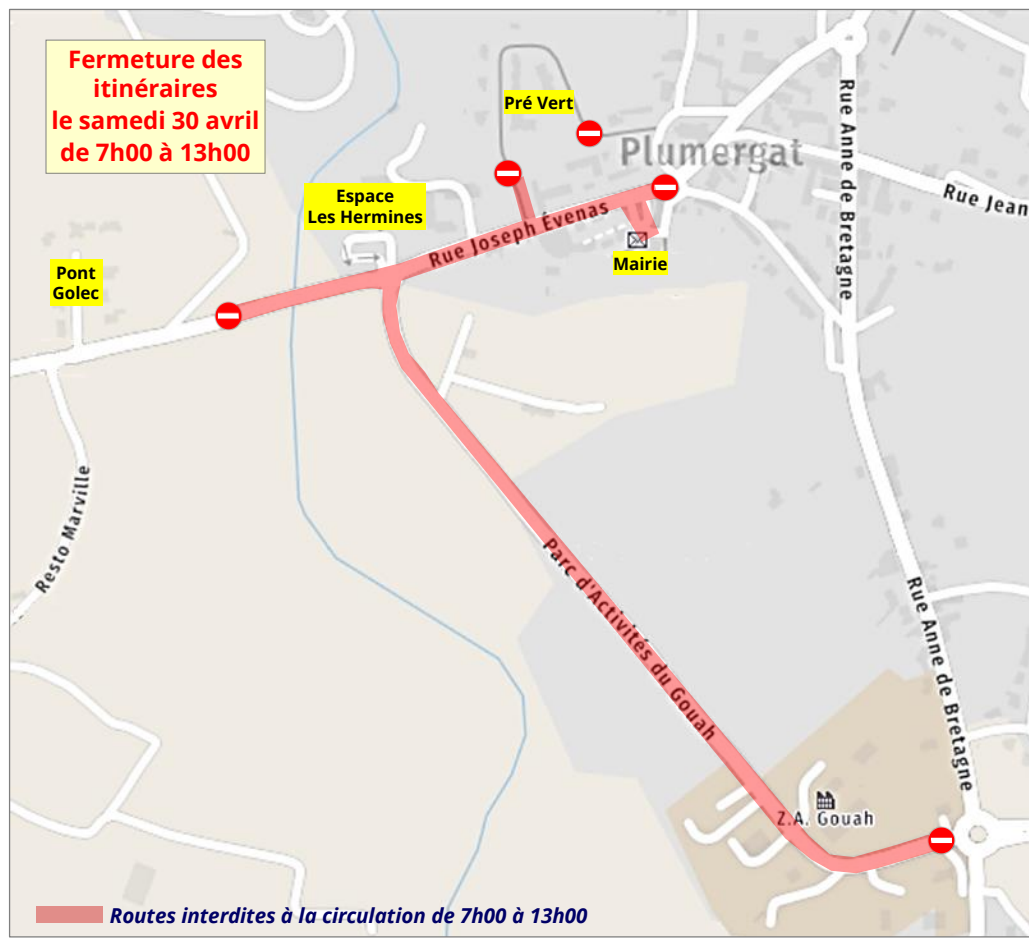 Fermeture des
itinéraires
le samedi 30 avril
de 7h00 à 13h00
Pré Vert
Plumergat
Rue Anne de Bretagne
Rue Jean
Espace
Les Hermines
Rue Joseph Évenas
Mairie
Pont
Golec
Resto Marville
Parc d'Activités du Gouah
Rue Anne de Bretagne
Z.A. Gouah
Routes interdites à la circulation de 7h00 à 13h00